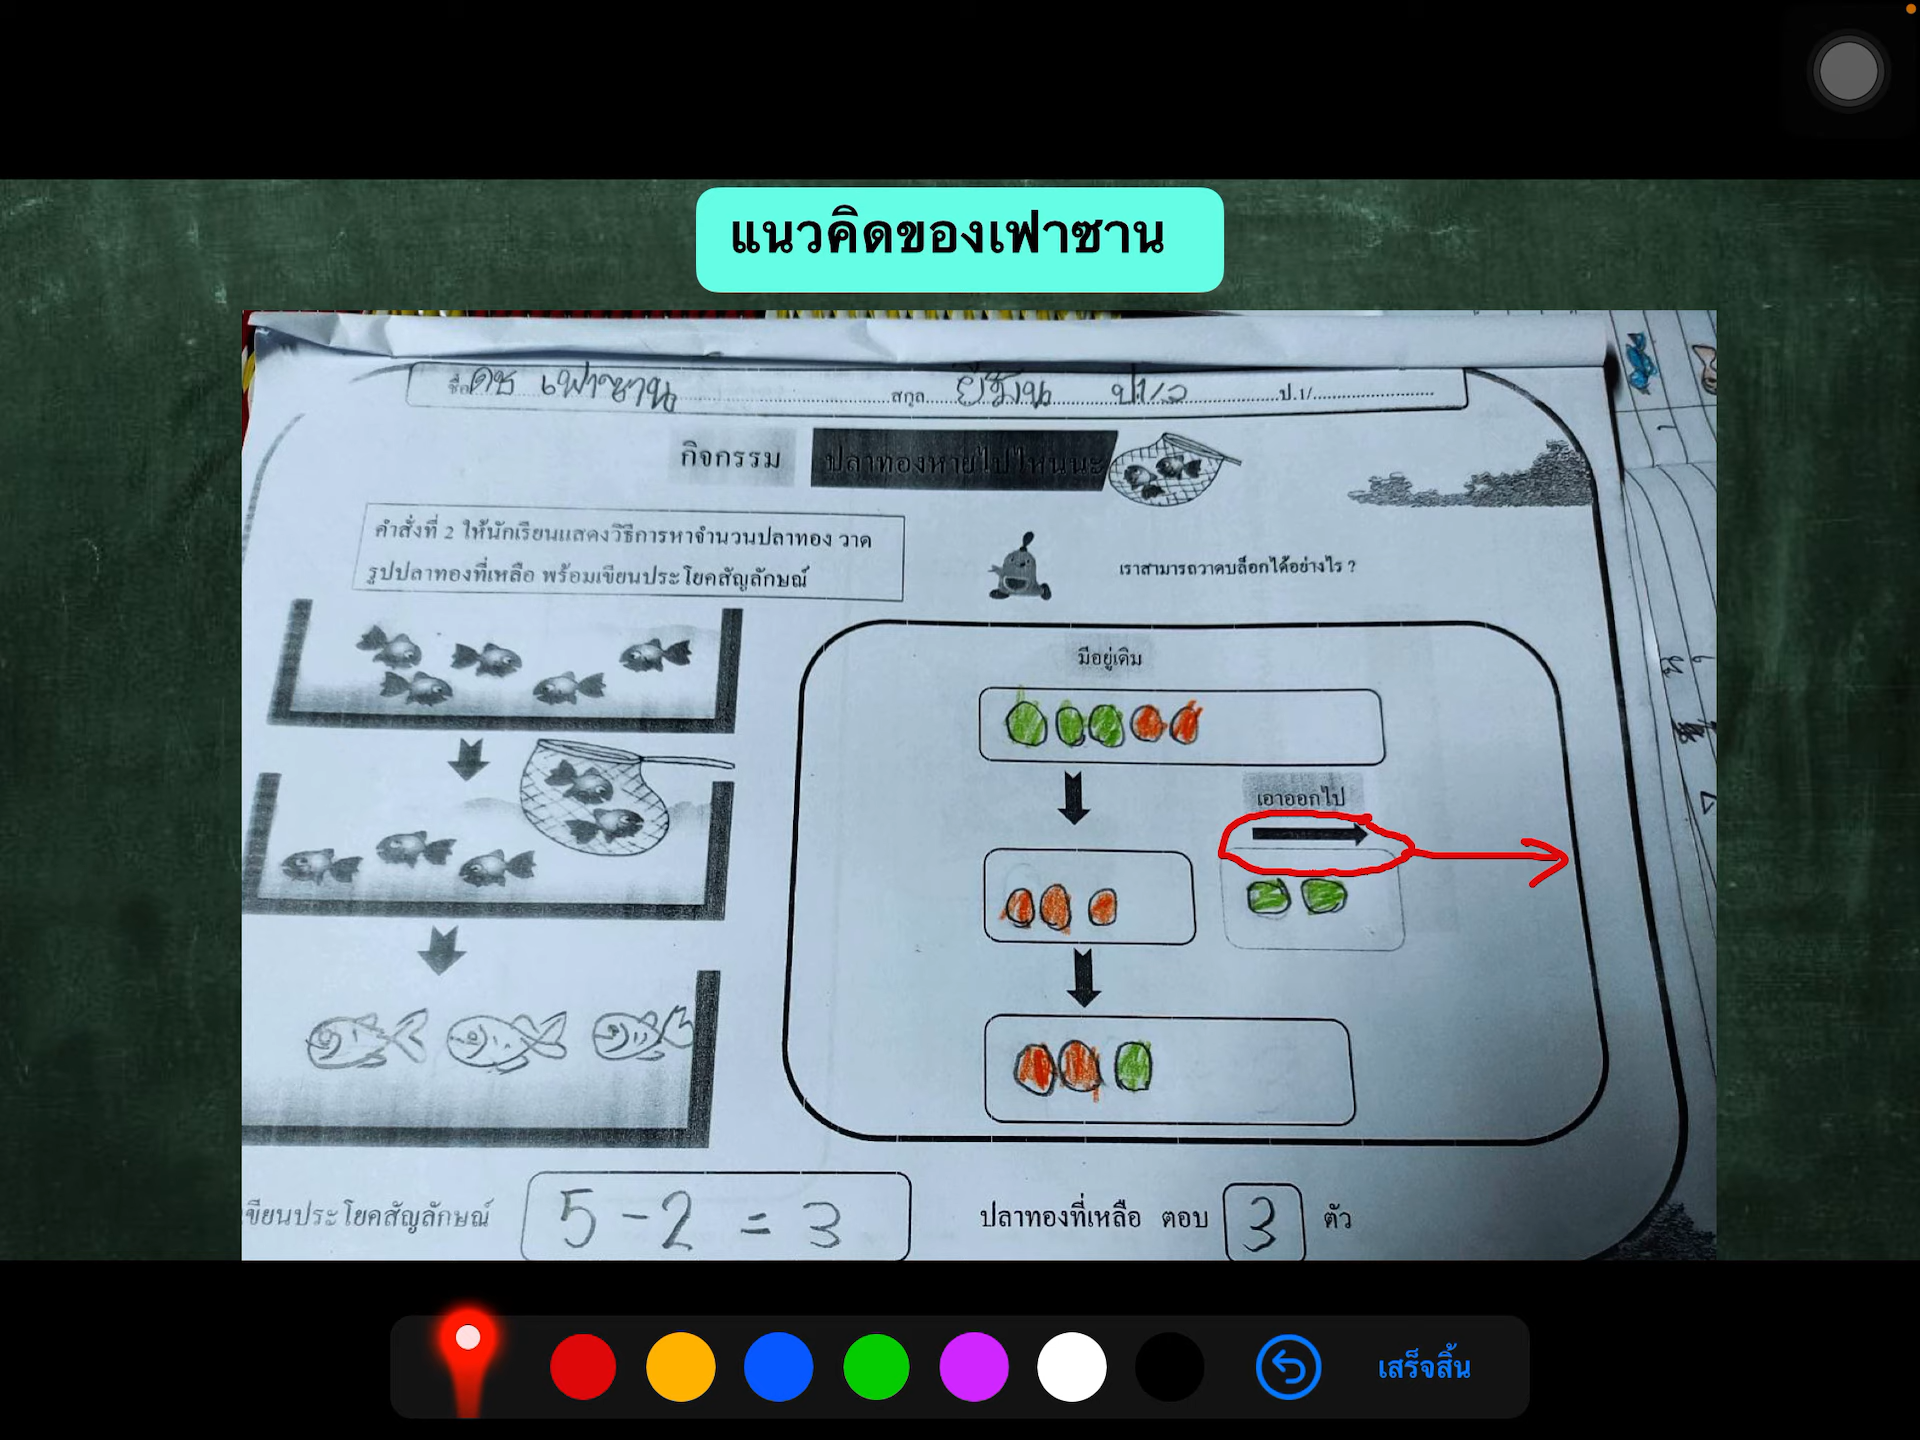 แนวคิดของเฟาซาน
ชื่อ ดช เฟาซาน สกุล ป.1/
กิจกรรม ปลาทองหายไปไหนนะ
คำสั่งที่ 2 ให้นักเรียนแสดงวิธีการหาจำนวนปลาทอง วาด
รูปปลาทองที่เหลือ พร้อมเขียนประโยคสัญลักษณ์
เราสามารถวาดบล็อกได้อย่างไร ?
มีอยู่เดิม
เอาออกไป
เขียนประโยคสัญลักษณ์ 5 - 2 = 3
ปลาทองที่เหลือ ตอบ 3 ตัว
เสร็จสิ้น